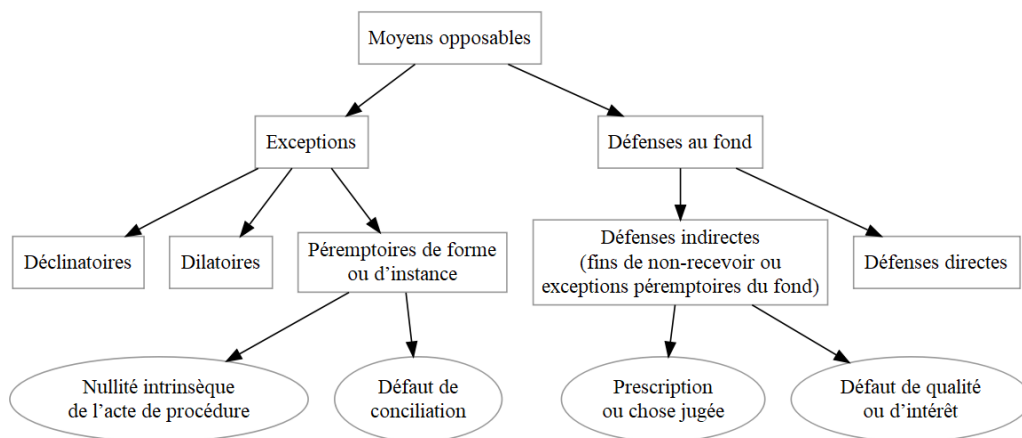 Moyens opposables
Exceptions
Défenses au fond
Déclinatoires
Dilatoires
Péremptoires de forme
ou d’instance
Défenses indirectes
(fins de non-recevoir ou
exceptions péremptoires du fond)
Défenses directes
Nullité intrinsèque
de l’acte de procédure
Défaut de
conciliation
Prescription
ou chose jugée
Défaut de qualité
ou d’intérêt